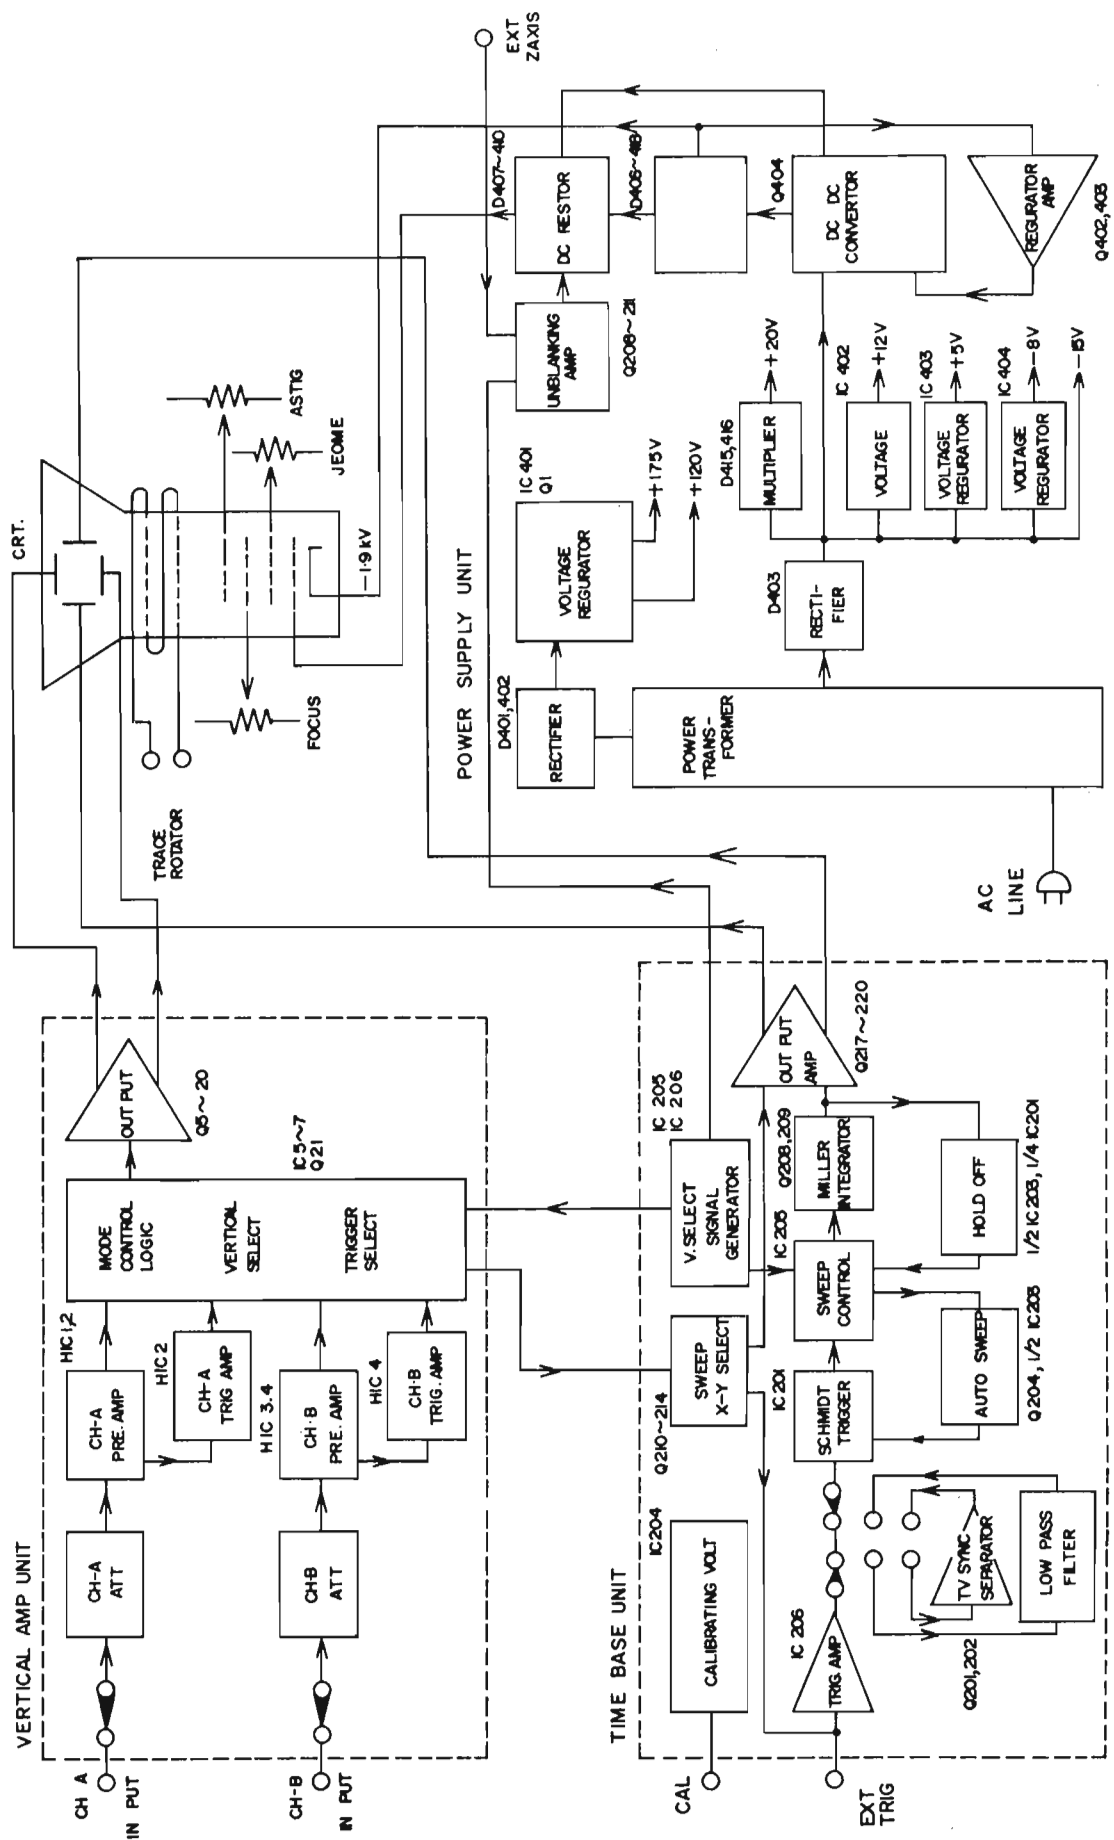 VERTICAL AMP UNIT
CH A
IN PUT
CH-A
ATT
CH-A
PRE. AMP
HIC 1,2
CH-A
TRIG AMP
HIC 2
CH-B
IN PUT
CH-B
ATT
CH-B
PRE. AMP
HIC 3.4
CH-B
TRIG. AMP
HIC 4
MODE
CONTROL
LOGIC
VERTICAL
SELECT
TRIGGER
SELECT
IC5~7
Q21
OUT PUT
Q5~20
TRACE
ROTATOR
CRT.
FOCUS
ASTIG
JEOME
-1.9 kV
TIME BASE UNIT
CAL
CALIBRATING VOLT
IC204
EXT
TRIG
TRIG. AMP
IC 206
TV SYNC
SEPARATOR
LOW PASS
FILTER
Q201,202
SCHMIDT
TRIGGER
IC201
SWEEP
X-Y SELECT
Q210~214
V.SELECT
SIGNAL
GENERATOR
IC 205
IC 206
SWEEP
CONTROL
IC 205
AUTO SWEEP
Q204, 1/2 IC203
MILLER
INTEGRATOR
Q208,209
HOLD OFF
1/2 IC203, 1/4 IC201
OUT PUT
AMP
Q217~220
POWER SUPPLY UNIT
AC
LINE
POWER
TRANS-
FORMER
RECTIFIER
D401,402
VOLTAGE
REGURATOR
IC 401
Q1
+175V
+120V
RECTI-
FIER
D403
MULTIPLIER
D415,416
+20V
VOLTAGE
IC 402
+12V
VOLTAGE
REGURATOR
IC 403
+5V
VOLTAGE
REGURATOR
IC 404
-8V
-15V
UNBLANKING
AMP
Q208~211
DC RESTOR
D407~410
DC DC
CONVERTOR
Q404
REGURATOR
AMP
Q402,403
EXT
ZAXIS